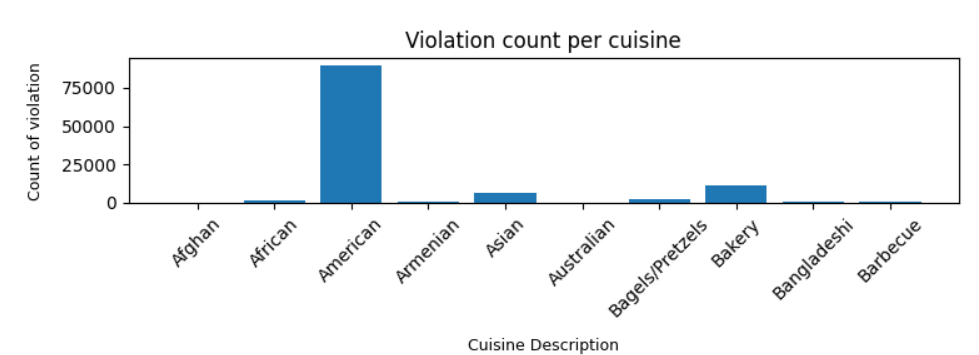 Violation count per cuisine
Count of violation
75000
50000
25000
0
Afghan
African
American
Armenian
Asian
Australian
Bagels/Pretzels
Bakery
Bangladeshi
Barbecue
Cuisine Description